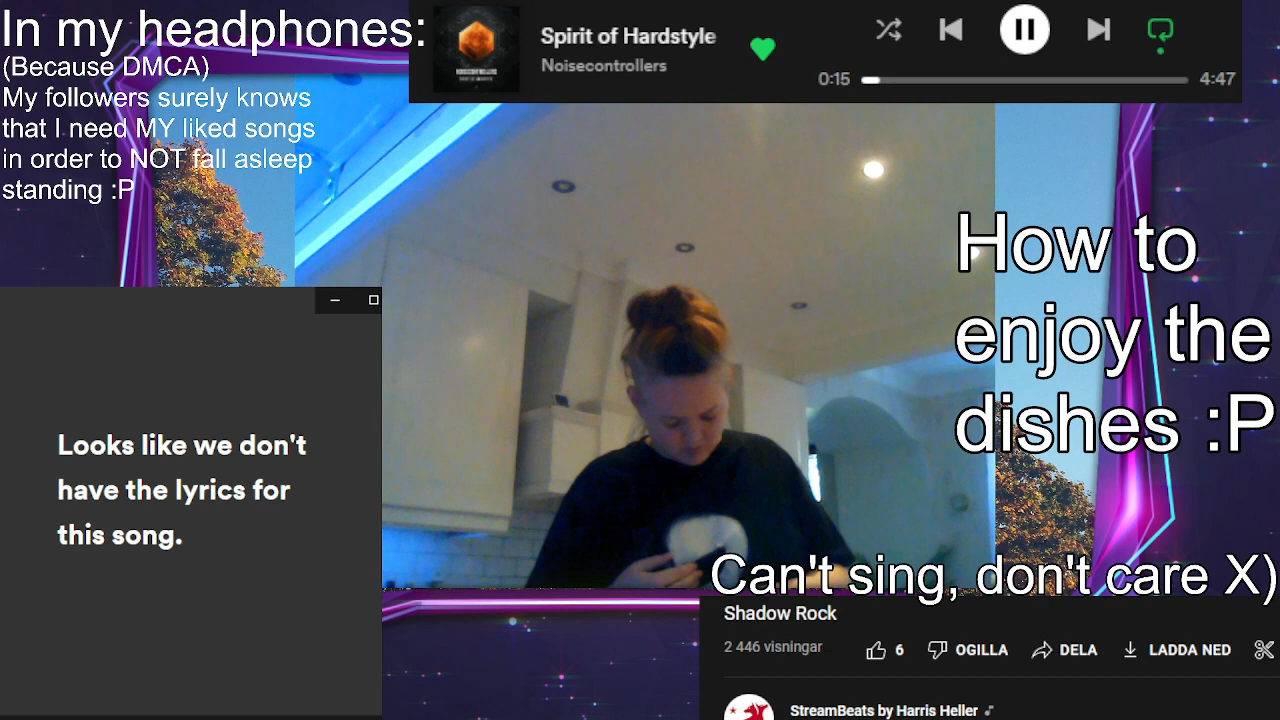 In my headphones:
(Because DMCA)
My followers surely knows
that I need MY liked songs
in order to NOT fall asleep
standing :P
Spirit of Hardstyle
Noisecontrollers
0:15
4:47
How to
enjoy the
dishes :P
Looks like we don't
have the lyrics for
this song.
Can't sing, don't care X)
Shadow Rock
2 446 visningar
6
OGILLA
DELA
LADDA NED
StreamBeats by Harris Heller